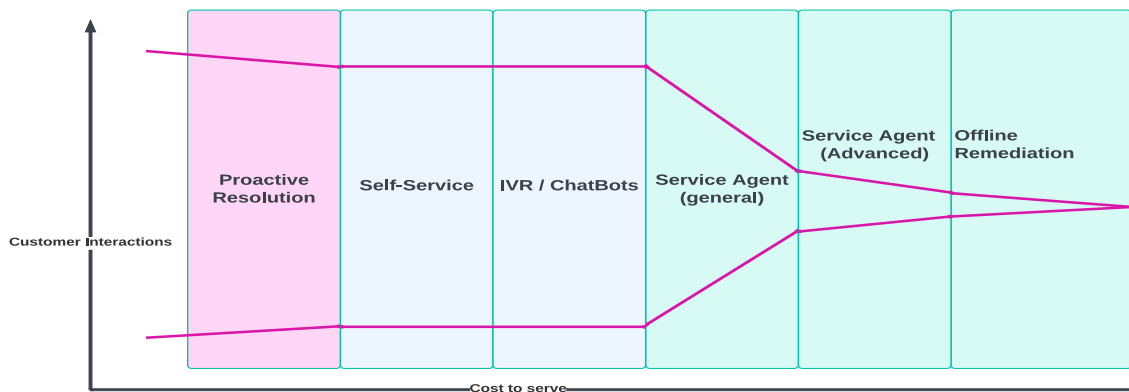 Proactive
Resolution
Self-Service
IVR / ChatBots
Service Agent
(general)
Service Agent
(Advanced)
Offline
Remediation
Customer Interactions
Cost to serve